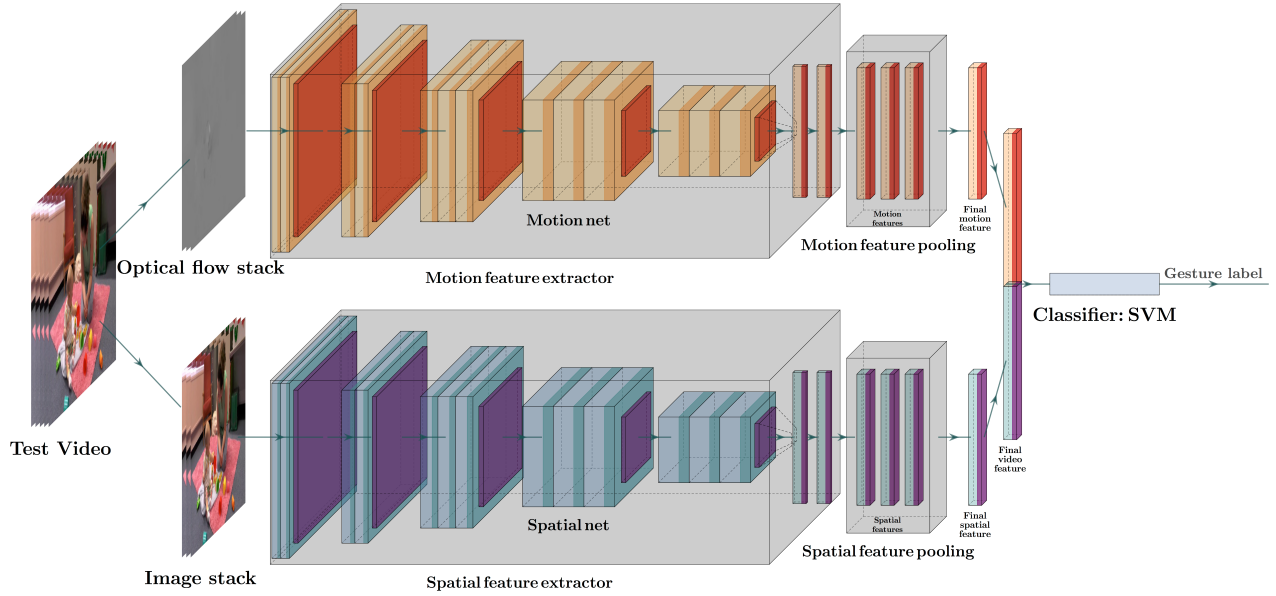 Optical flow stack
Motion net
Motion feature extractor
Motion
features
Motion feature pooling
Final
motion
feature
Test Video
Gesture label
Classifier: SVM
Final
video
feature
Image stack
Spatial net
Spatial feature extractor
Spatial
features
Spatial feature pooling
Final
spatial
feature